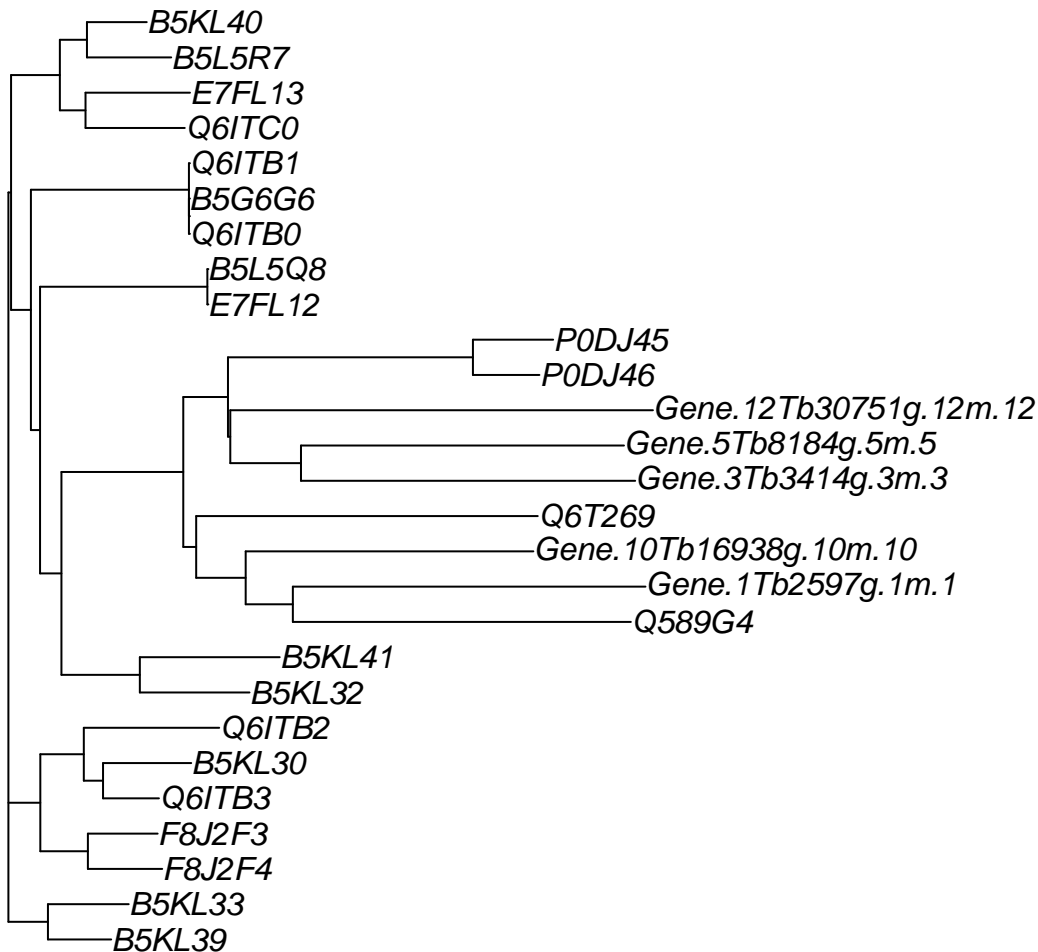 B5KL40
B5L5R7
E7FL13
Q6ITC0
Q6ITB1
B5G6G6
Q6ITB0
B5L5Q8
E7FL12
P0DJ45
P0DJ46
Gene.12Tb30751g.12m.12
Gene.5Tb8184g.5m.5
Gene.3Tb3414g.3m.3
Q6T269
Gene.10Tb16938g.10m.10
Gene.1Tb2597g.1m.1
Q589G4
B5KL41
B5KL32
Q6ITB2
B5KL30
Q6ITB3
F8J2F3
F8J2F4
B5KL33
B5KL39